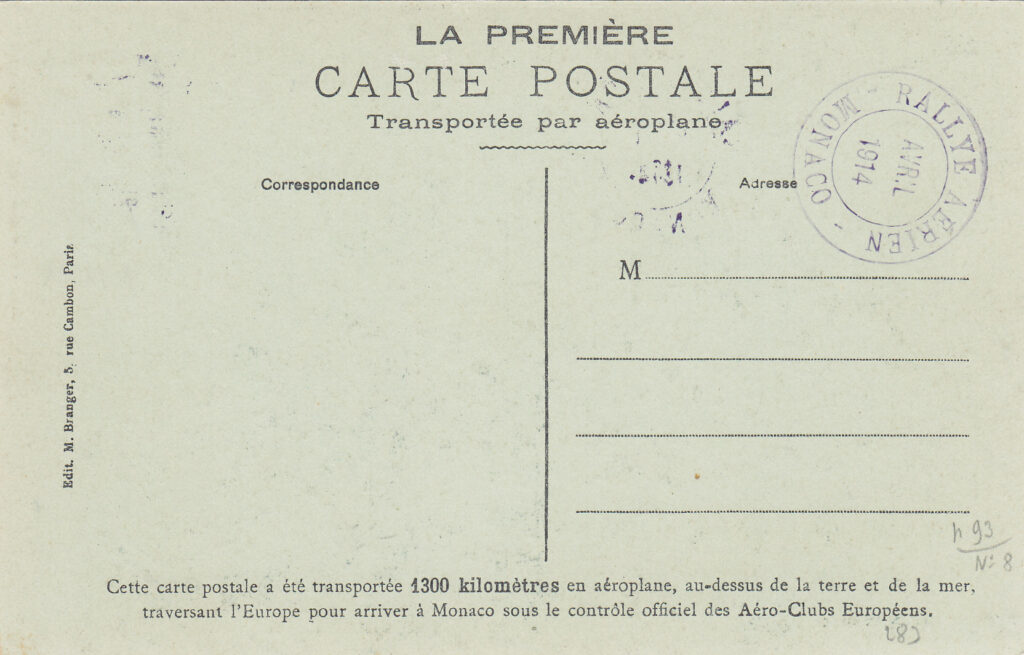 LA PREMIÈRE
CARTE POSTALE
Transportée par aéroplane
Correspondance
Adresse
RALLYE AÉRIEN - MONACO -
AVRIL
1914
M
Edit. M. Branger, 5, rue Cambon, Paris
93
N: 8
Cette carte postale a été transportée 1300 kilomètres en aéroplane, au-dessus de la terre et de la mer,
traversant l'Europe pour arriver à Monaco sous le contrôle officiel des Aéro-Clubs Européens.